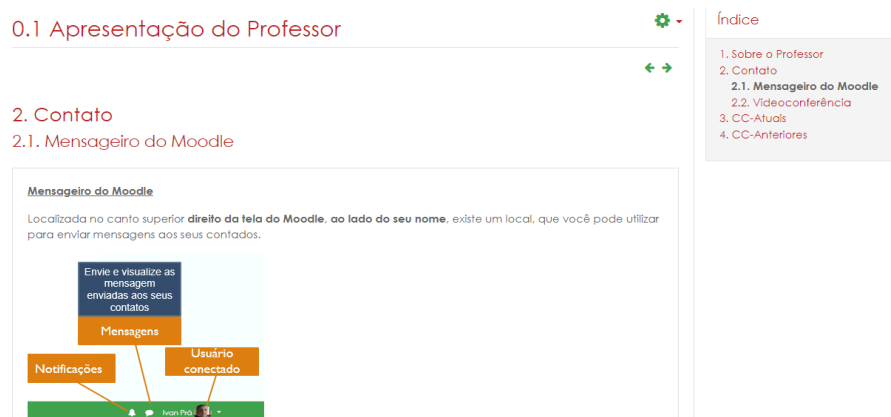 0.1 Apresentação do Professor
2. Contato
2.1. Mensageiro do Moodle
Mensageiro do Moodle
Localizada no canto superior direito da tela do Moodle, ao lado do seu nome, existe um local, que você pode utilizar
para enviar mensagens aos seus contados.
Envie e visualize as
mensagem
enviadas aos seus
contatos
Mensagens
Notificações
Usuário
conectado
Ivan Prá
Índice
1. Sobre o Professor
2. Contato
2.1. Mensageiro do Moodle
2.2. Videoconferência
3. CC-Atuais
4. CC-Anteriores